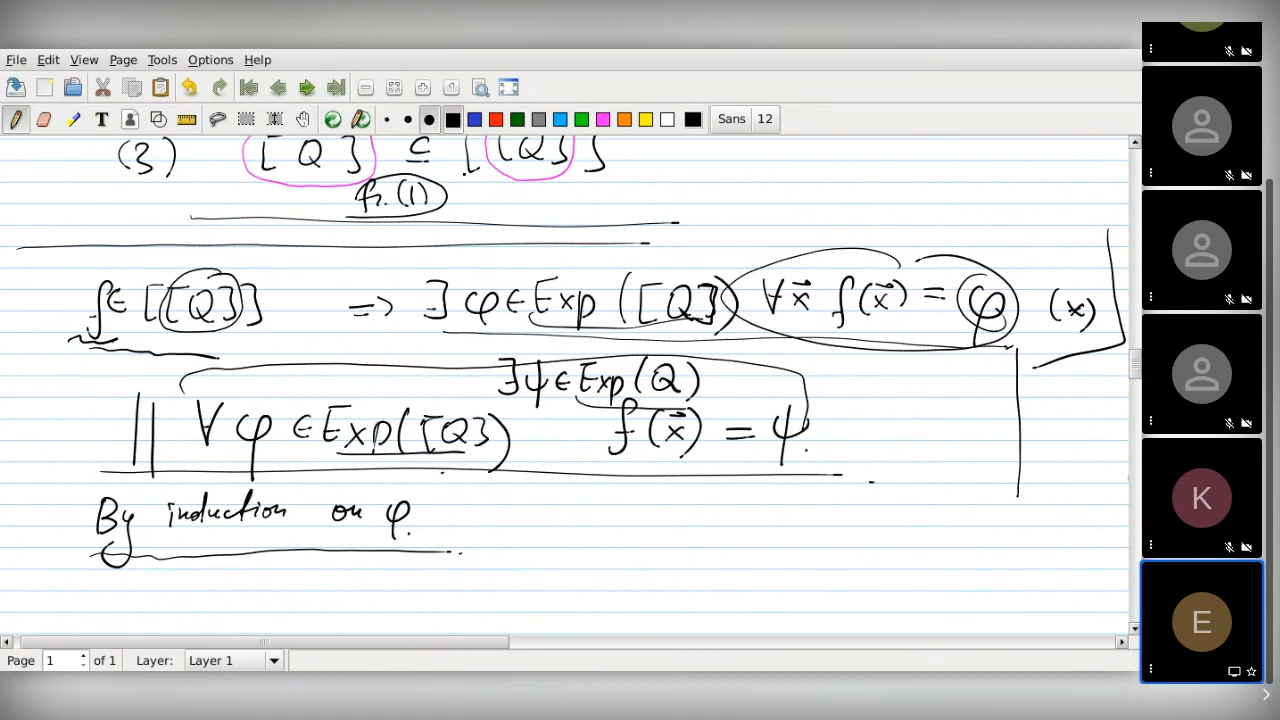 File Edit View Page Tools Options Help
Sans 12
(3) [Q] ⊆ [[Q]]
(1)
f ∈ [[Q]] => ∃ φ ∈ Exp([Q]) ∀x⃗ f(x⃗) = φ (x)
∃ψ ∈ Exp(Q)
|| ∀ φ ∈ Exp([Q]) f(x⃗) = ψ.
By induction on φ.
K
E
Page 1 of 1 Layer: Layer 1